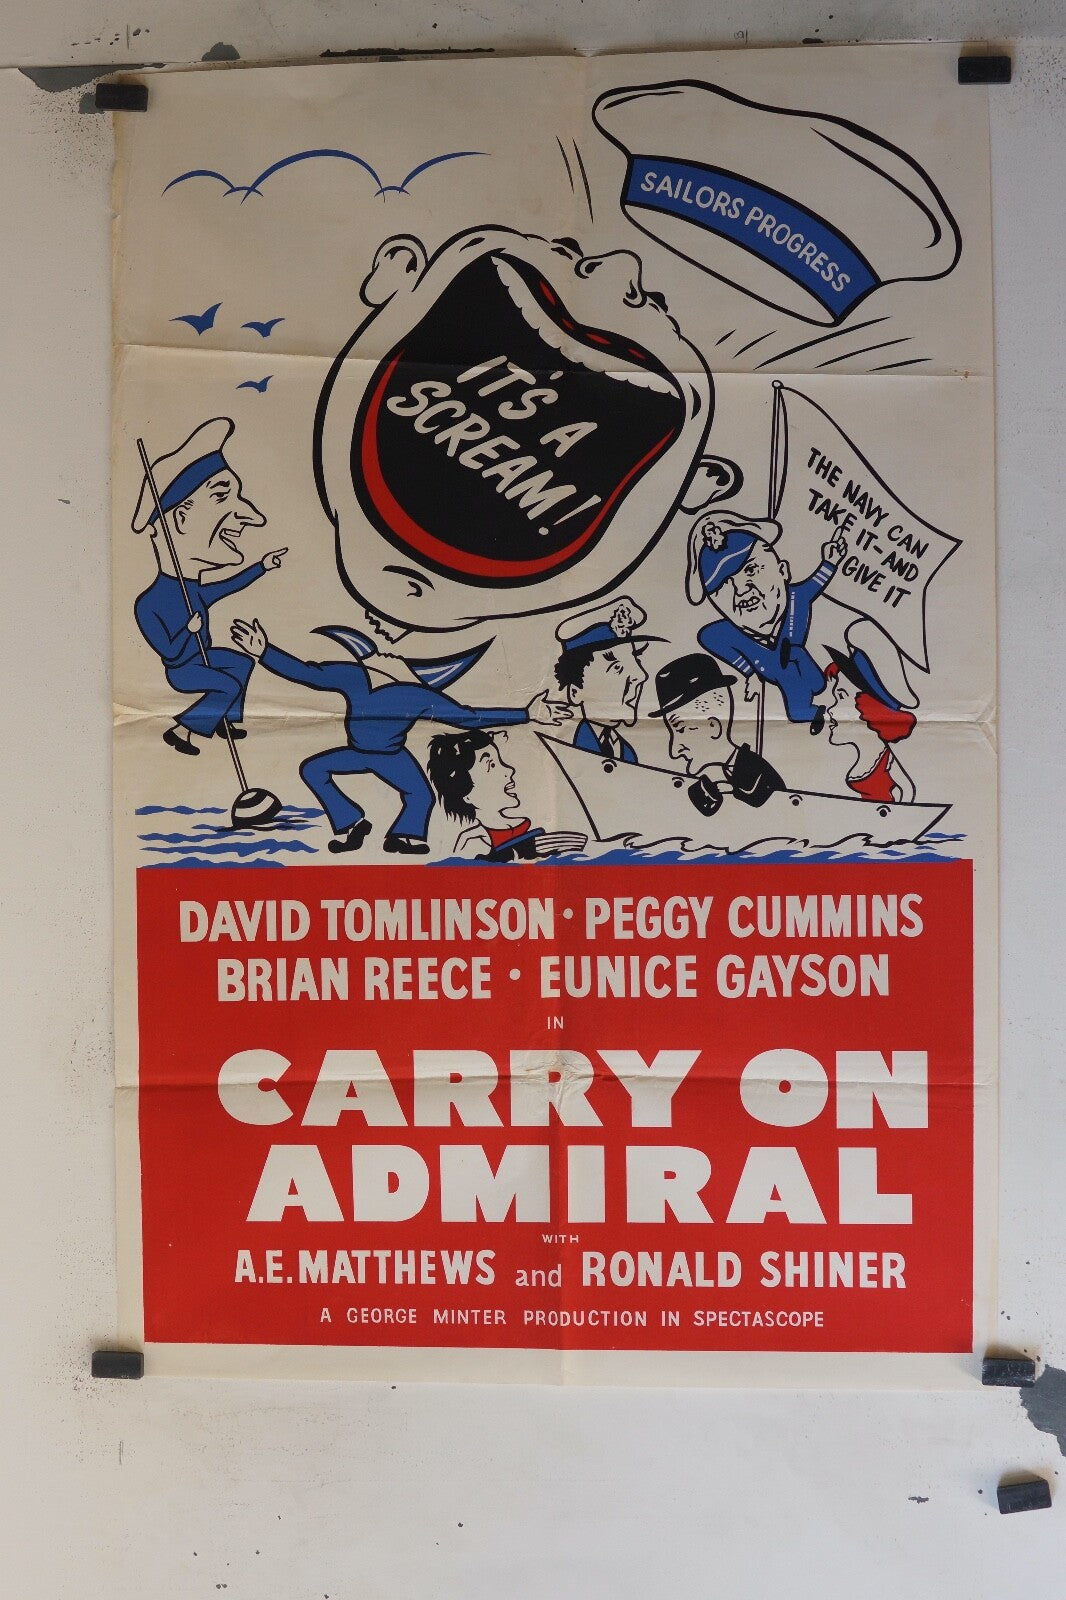 SAILORS PROGRESS
IT'S A
SCREAM!
THE NAVY CAN
TAKE IT-AND
GIVE IT
DAVID TOMLINSON • PEGGY CUMMINS
BRIAN REECE • EUNICE GAYSON
IN
CARRY ON
ADMIRAL
WITH
A.E. MATTHEWS and RONALD SHINER
A GEORGE MINTER PRODUCTION IN SPECTASCOPE